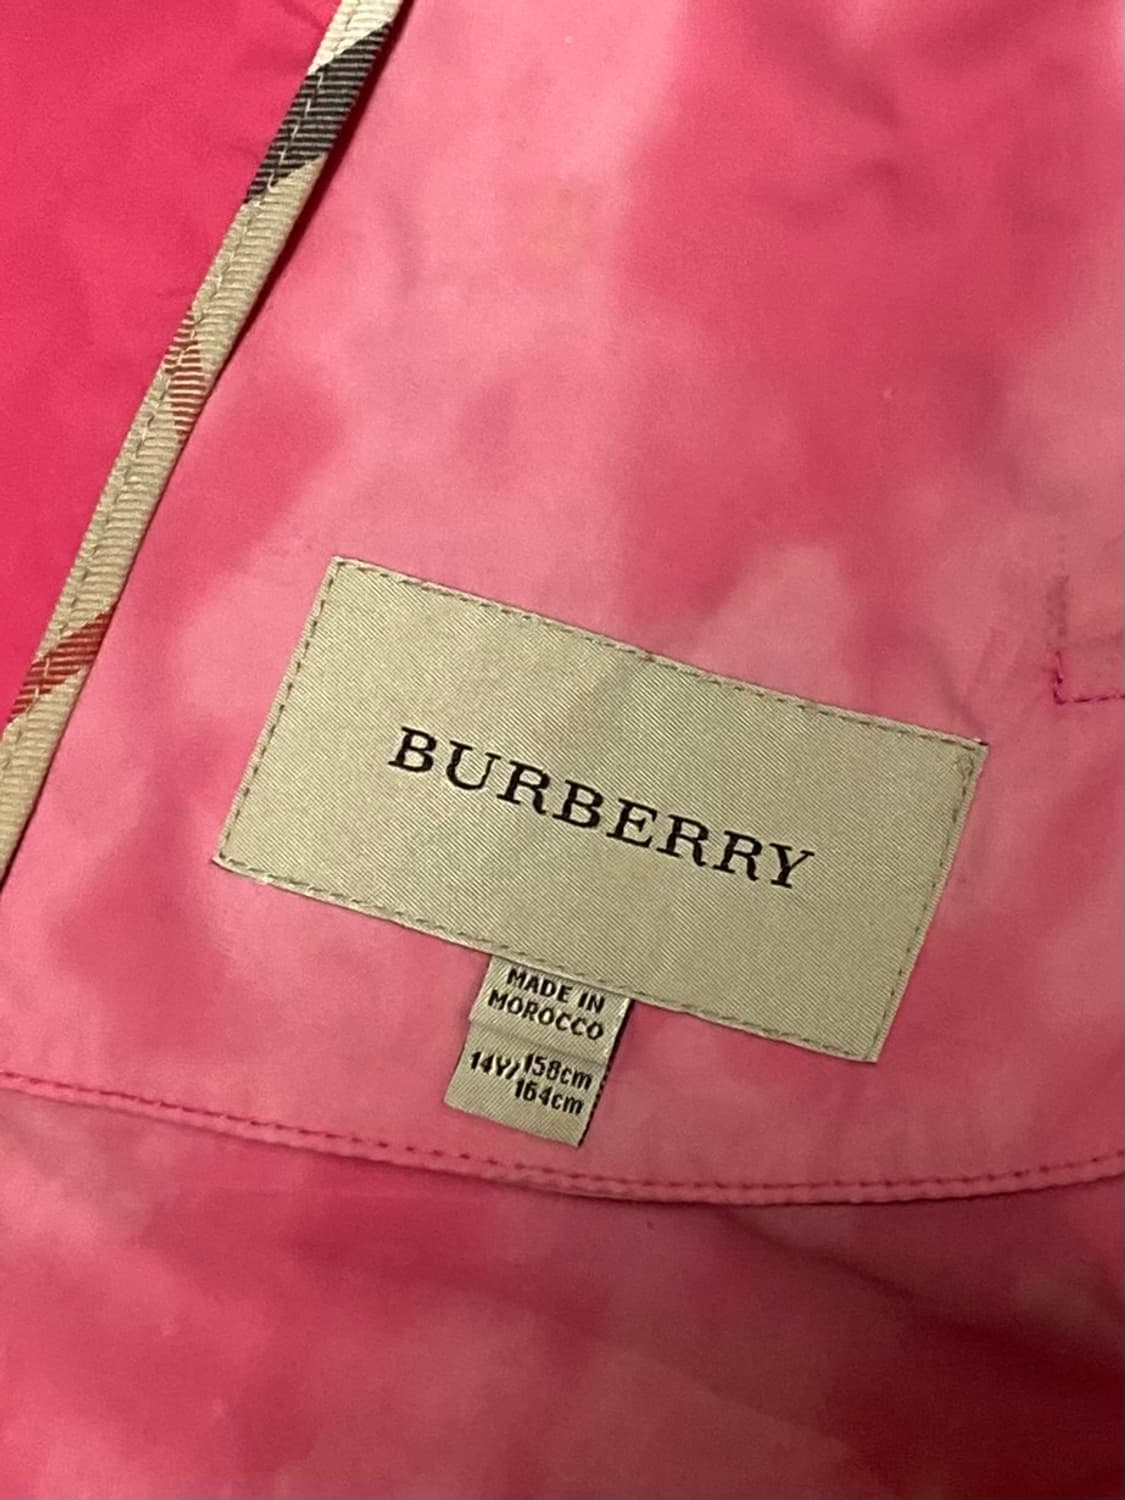 BURBERRY
MADE IN
MOROCCO
14Y/158cm
164cm